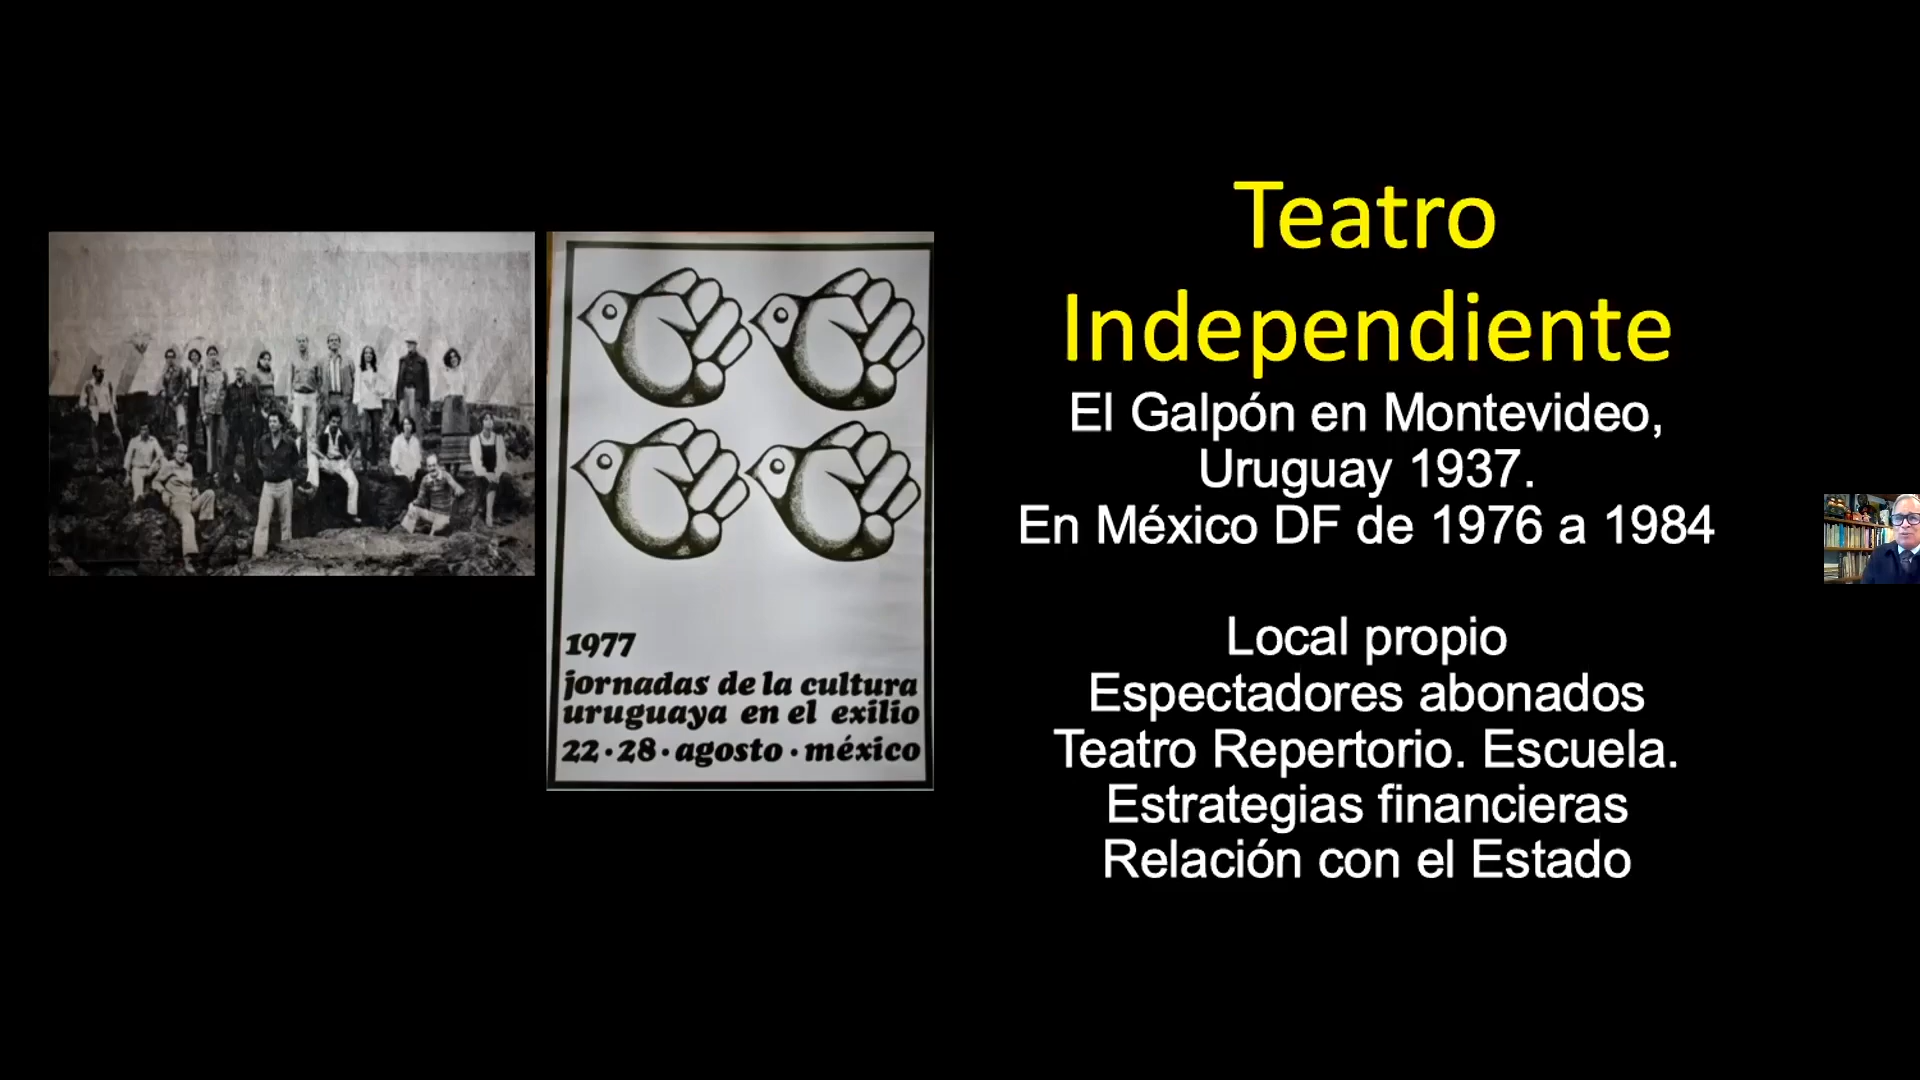 Teatro
Independiente
El Galpón en Montevideo,
Uruguay 1937.
En México DF de 1976 a 1984
Local propio
Espectadores abonados
Teatro Repertorio. Escuela.
Estrategias financieras
Relación con el Estado
1977
jornadas de la cultura
uruguaya en el exilio
22·28·agosto·méxico